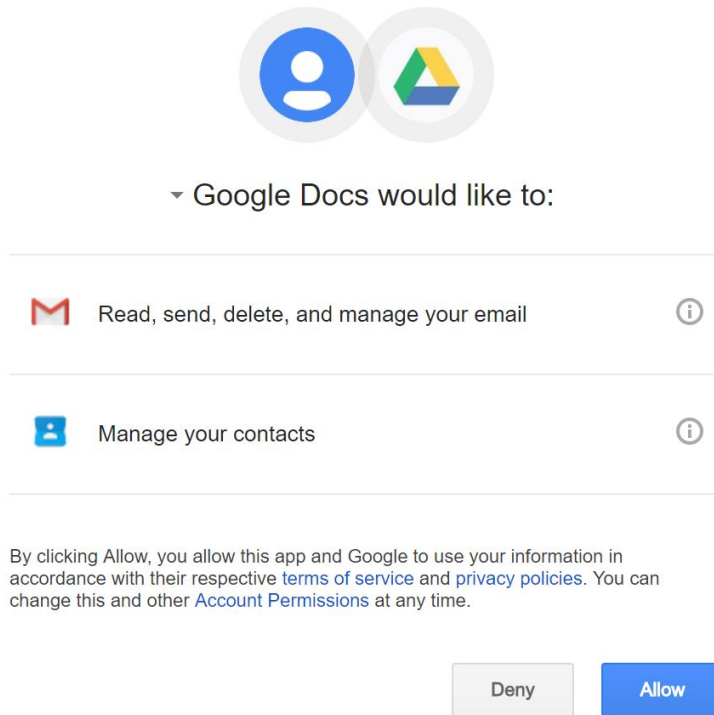 Google Docs would like to:
Read, send, delete, and manage your email
Manage your contacts
By clicking Allow, you allow this app and Google to use your information in
accordance with their respective terms of service and privacy policies. You can
change this and other Account Permissions at any time.
Deny Allow